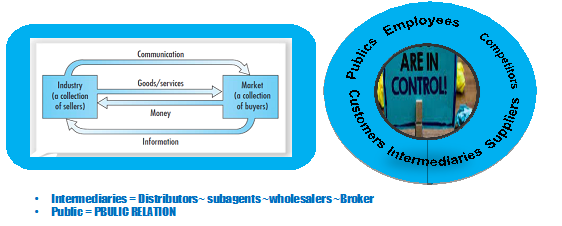 Communication
Goods/services
Industry
(a collection
of sellers)
Market
(a collection
of buyers)
Money
Information
Publics Employees Competitors
Customers Intermediaries Suppliers
ARE IN
CONTROL!
• Intermediaries = Distributors~ subagents ~wholesalers ~Broker
• Public = PBULIC RELATION